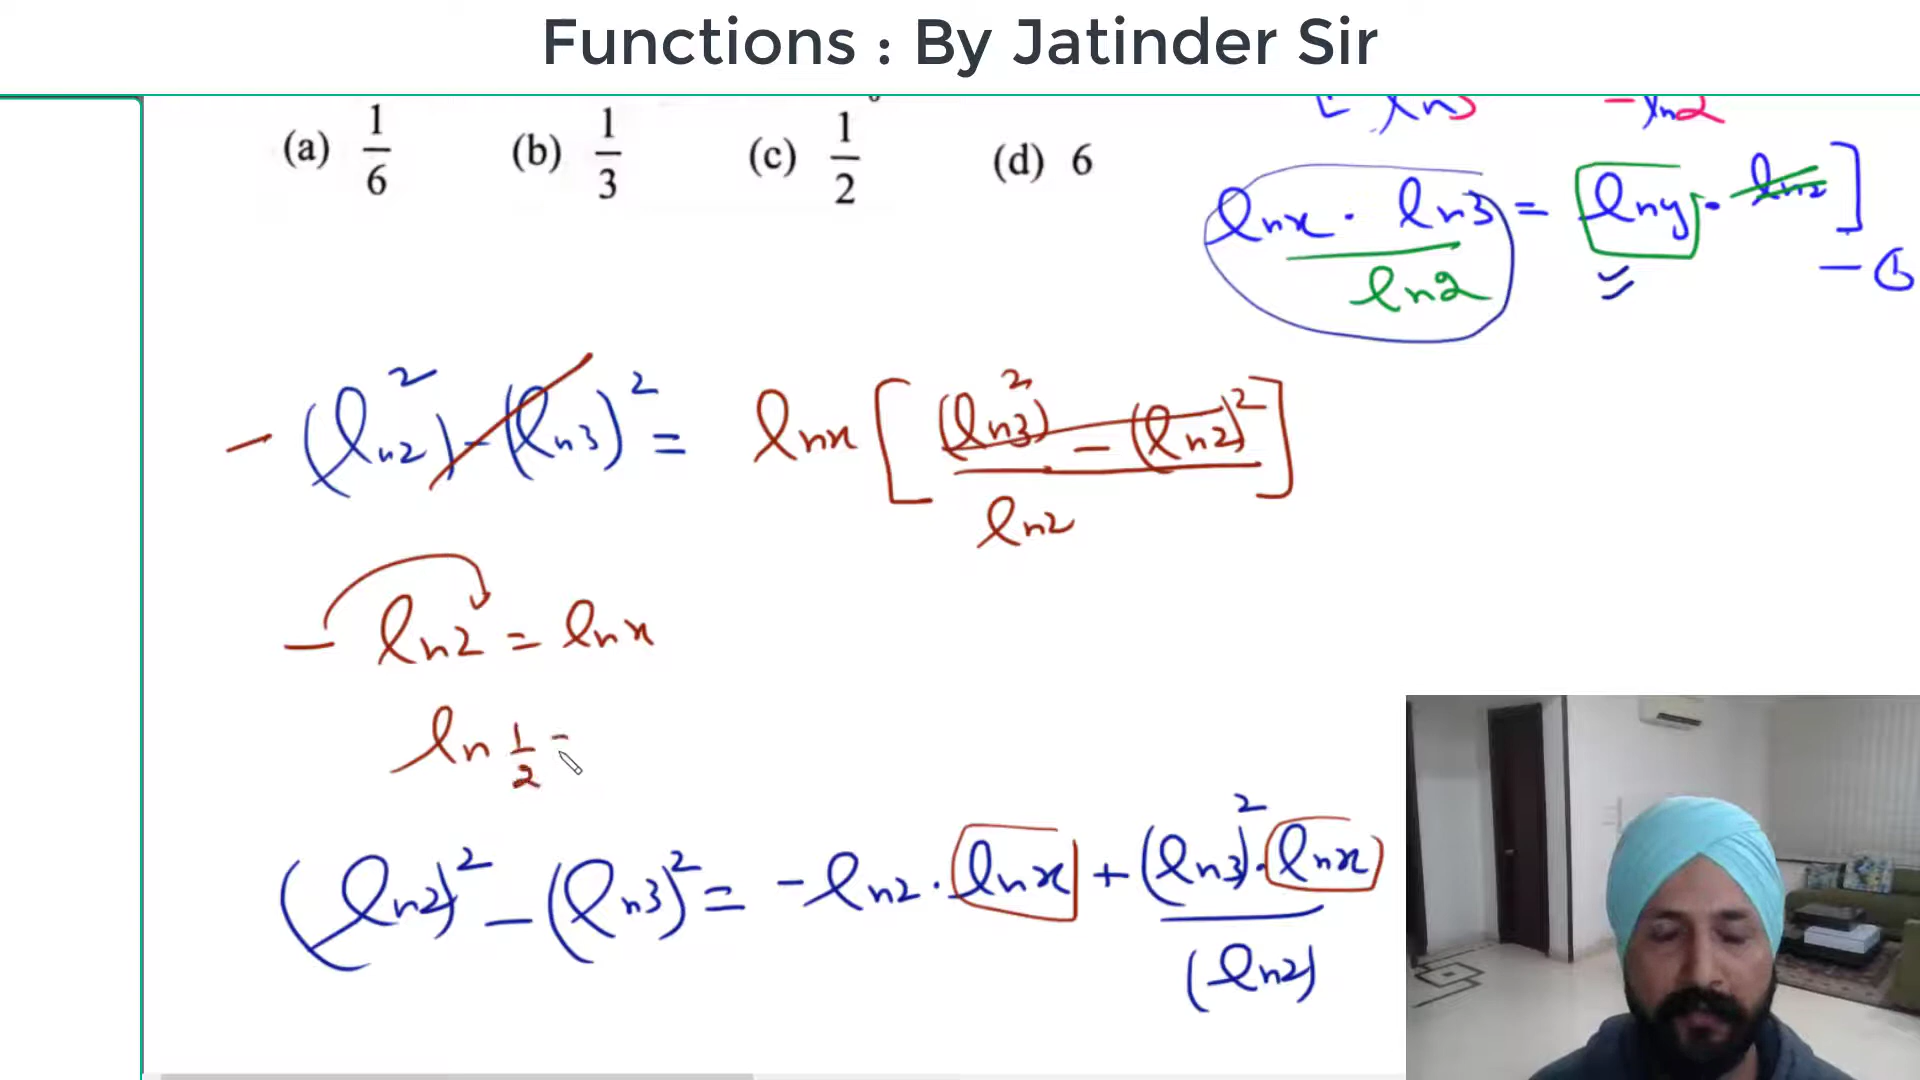 Functions : By Jatinder Sir
(a) 1/6 (b) 1/3 (c) 1/2 (d) 6
ln3 -ln2
lnx · ln3 / ln2 = lny · ln2 ] - ①
- (ln2)² - (ln3)² = lnx [ (ln3)² - (ln2)² / ln2 ]
- ln2 = lnx
ln 1/2 =
(ln2)² - (ln3)² = -ln2 · lnx + (ln3)² · lnx / (ln2)